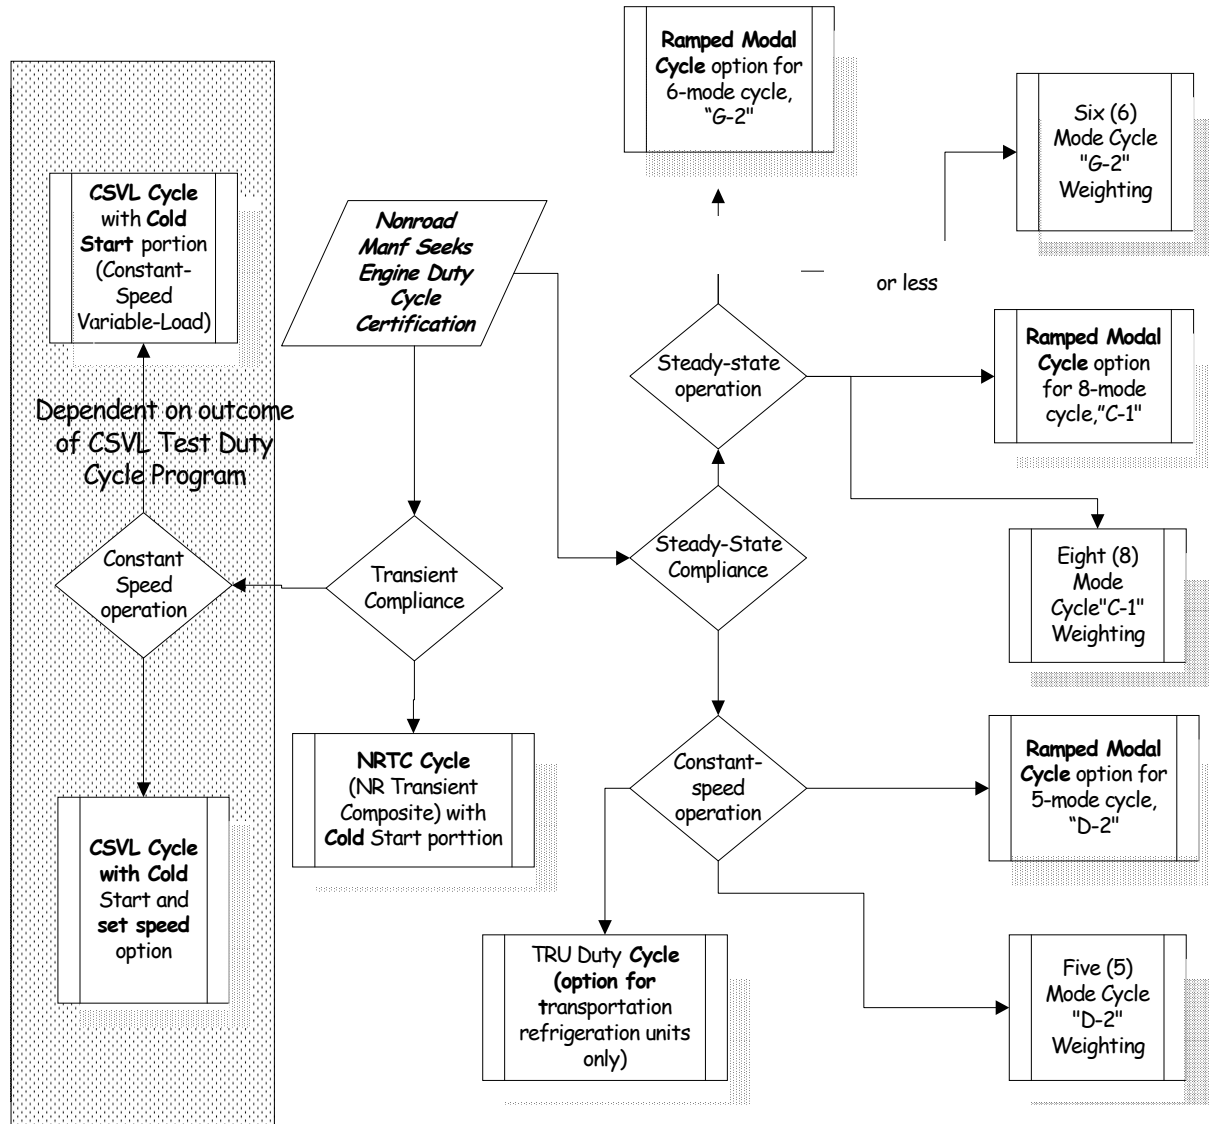 Ramped Modal
Cycle option for
6-mode cycle,
“G-2"
Six (6)
Mode Cycle
"G-2"
Weighting
CSVL Cycle
with Cold
Start portion
(Constant-
Speed
Variable-Load)
Nonroad
Manf Seeks
Engine Duty
Cycle
Certification
or less
Steady-state
operation
Ramped Modal
Cycle option
for 8-mode
cycle,”C-1"
Dependent on outcome
of CSVL Test Duty
Cycle Program
Constant
Speed
operation
Transient
Compliance
Steady-State
Compliance
Eight (8)
Mode
Cycle"C-1"
Weighting
NRTC Cycle
(NR Transient
Composite) with
Cold Start porttion
Constant-
speed
operation
Ramped Modal
Cycle option for
5-mode cycle,
“D-2"
CSVL Cycle
with Cold
Start and
set speed
option
TRU Duty Cycle
(option for
transportation
refrigeration units
only)
Five (5)
Mode Cycle
"D-2"
Weighting